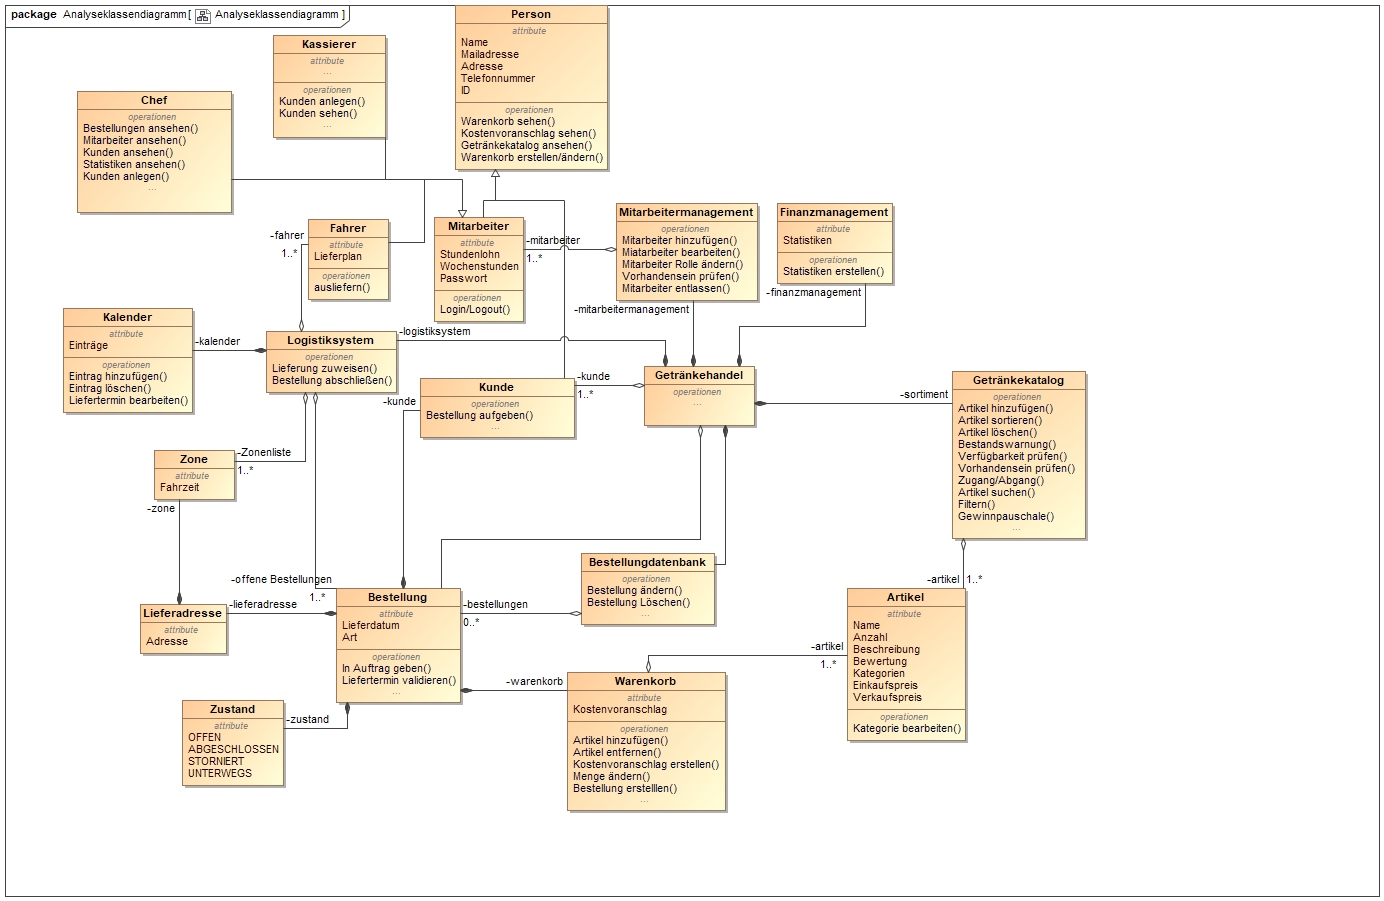 package Analyseklassendiagramm [ Analyseklassendiagramm ]
Person
attribute
Name
Mailadresse
Adresse
Telefonnummer
ID
operationen
Warenkorb sehen()
Kostenvoranschlag sehen()
Getränkekatalog ansehen()
Warenkorb erstellen/ändern()
Kassierer
attribute
...
operationen
Kunden anlegen()
Kunden sehen()
...
Chef
operationen
Bestellungen ansehen()
Mitarbeiter ansehen()
Kunden ansehen()
Statistiken ansehen()
Kunden anlegen()
...
Fahrer
attribute
Lieferplan
operationen
ausliefern()
-fahrer
1..*
Mitarbeiter
attribute
Stundenlohn
Wochenstunden
Passwort
operationen
Login/Logout()
-mitarbeiter
1..*
Mitarbeitermanagement
operationen
Mitarbeiter hinzufügen()
Miatarbeiter bearbeiten()
Mitarbeiter Rolle ändern()
Vorhandensein prüfen()
Mitarbeiter entlassen()
-mitarbeitermanagement
Finanzmanagement
attribute
Statistiken
operationen
Statistiken erstellen()
-finanzmanagement
Kalender
attribute
Einträge
operationen
Eintrag hinzufügen()
Eintrag löschen()
Liefertermin bearbeiten()
-kalender
Logistiksystem
operationen
Lieferung zuweisen()
Bestellung abschließen()
-logistiksystem
Kunde
operationen
Bestellung aufgeben()
...
-kunde
1..*
-kunde
Getränkehandel
operationen
...
-sortiment
Getränkekatalog
operationen
Artikel hinzufügen()
Artikel sortieren()
Artikel löschen()
Bestandswarnung()
Verfügbarkeit prüfen()
Vorhandensein prüfen()
Zugang/Abgang()
Artikel suchen()
Filtern()
Gewinnpauschale()
...
Zone
attribute
Fahrzeit
-Zonenliste
1..*
-zone
-offene Bestellungen
1..*
Lieferadresse
attribute
Adresse
-lieferadresse
Bestellung
attribute
Lieferdatum
Art
operationen
In Auftrag geben()
Liefertermin validieren()
...
-bestellungen
0..*
Bestellungdatenbank
operationen
Bestellung ändern()
Bestellung Löschen()
...
-artikel
1..*
Artikel
attribute
Name
Anzahl
Beschreibung
Bewertung
Kategorien
Einkaufspreis
Verkaufspreis
operationen
Kategorie bearbeiten()
-artikel
1..*
-warenkorb
Warenkorb
attribute
Kostenvoranschlag
operationen
Artikel hinzufügen()
Artikel entfernen()
Kostenvoranschlag erstellen()
Menge ändern()
Bestellung erstelllen()
...
Zustand
attribute
OFFEN
ABGESCHLOSSEN
STORNIERT
UNTERWEGS
-zustand